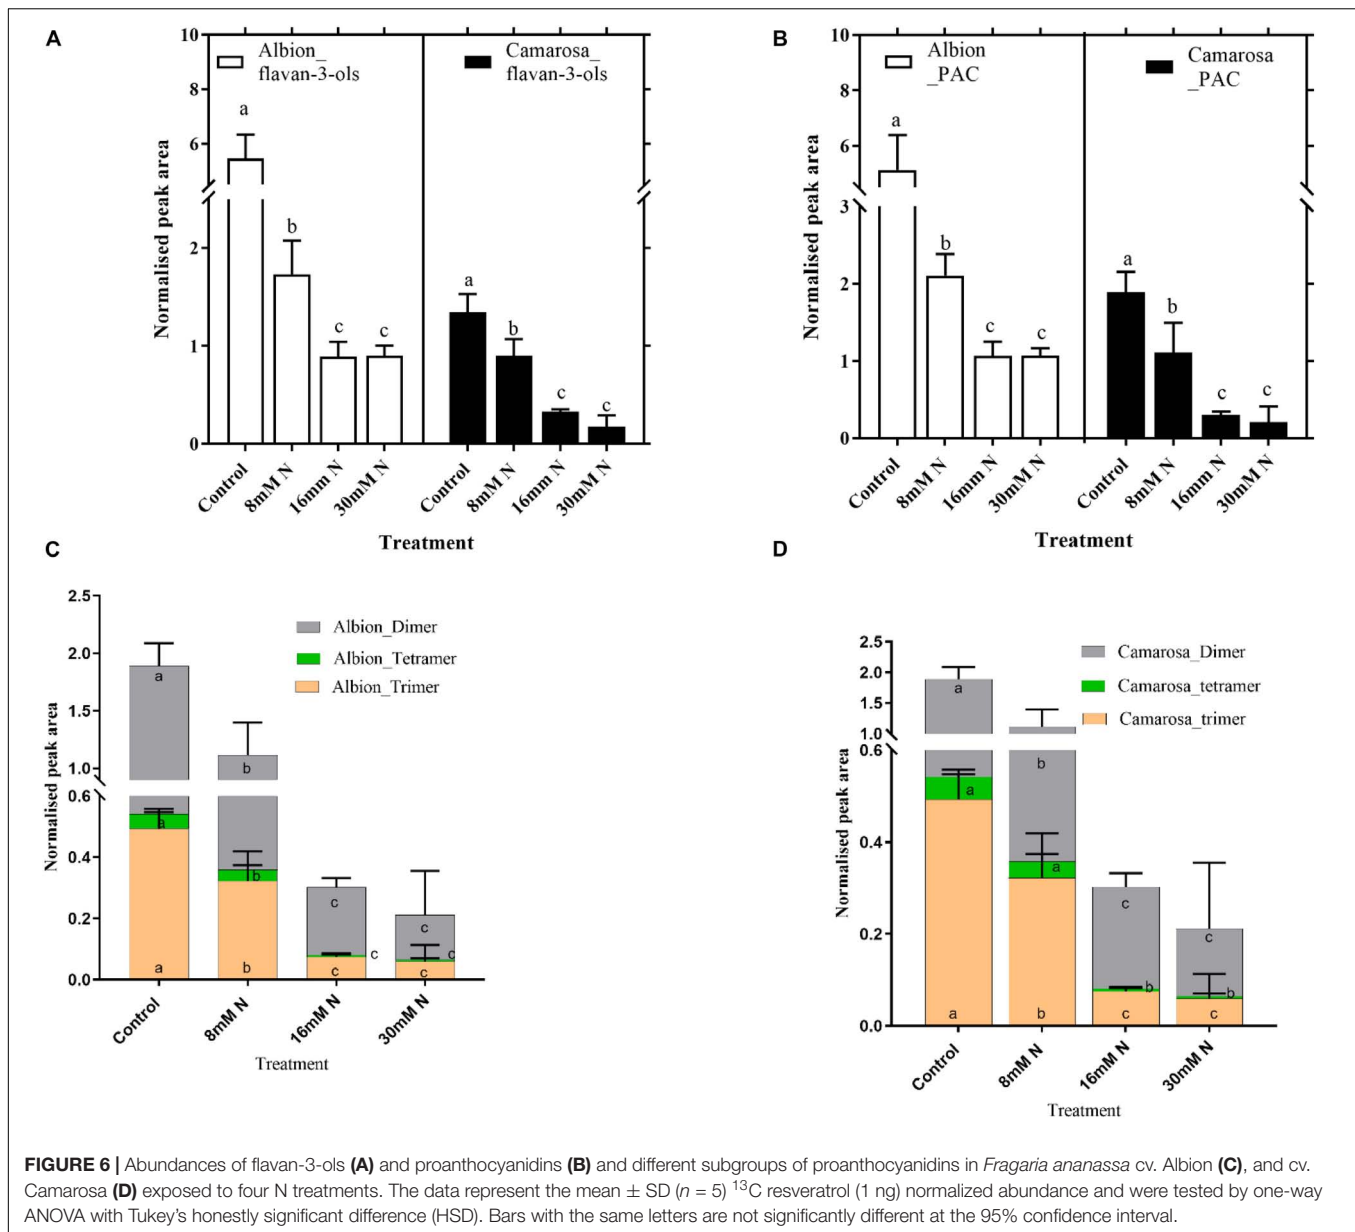 A
10
8
6
2
1
0
Normalised peak area
Albion_
flavan-3-ols
Camarosa_
flavan-3-ols
a
b
c
c
a
b
c
c
Control
8mM N
16mm N
30mM N
Control
8mM N
16mm N
30mM N
Treatment
B
10
8
6
3
2
1
0
Normalised peak area
Albion
_PAC
Camarosa
_PAC
a
b
c
c
a
b
c
c
Control
8mM N
16mm N
30mM N
Control
8mM N
16mm N
30mM N
Treatment
C
2.5
2.0
1.5
1.0
0.6
0.4
0.2
0.0
Normalised peak area
Albion_Dimer
Albion_Tetramer
Albion_Trimer
a
a
a
b
b
b
c
c
c
c
c
c
Control
8mM N
16mM N
30mM N
Treatment
D
2.5
2.0
1.5
1.0
0.6
0.4
0.2
0.0
Normalised peak area
Camarosa_Dimer
Camarosa_tetramer
Camarosa_trimer
a
a
a
b
a
b
c
b
c
c
b
c
Control
8mM N
16mM N
30mM N
Treatment
FIGURE 6 | Abundances of flavan-3-ols (A) and proanthocyanidins (B) and different subgroups of proanthocyanidins in Fragaria ananassa cv. Albion (C), and cv.
Camarosa (D) exposed to four N treatments. The data represent the mean ± SD (n = 5) ¹³C resveratrol (1 ng) normalized abundance and were tested by one-way
ANOVA with Tukey's honestly significant difference (HSD). Bars with the same letters are not significantly different at the 95% confidence interval.